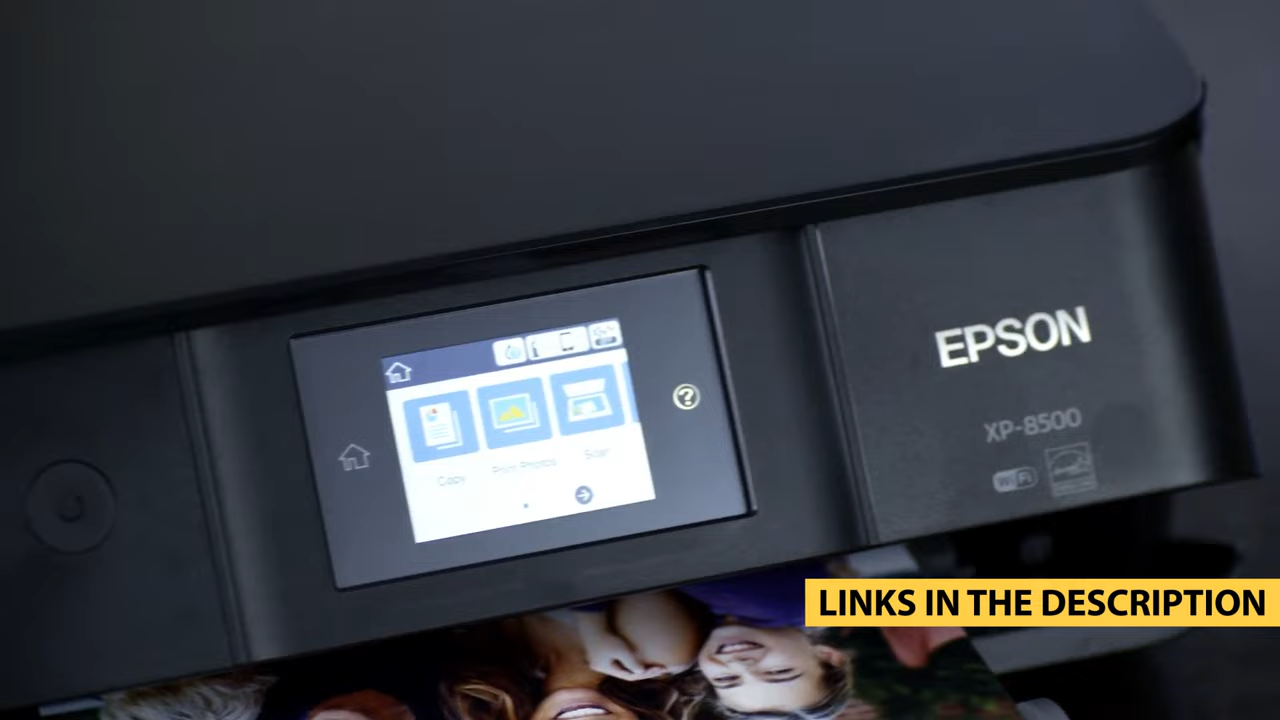 EPSON
XP-8500
Wi Fi
Copy
Print Photos
Scan
LINKS IN THE DESCRIPTION